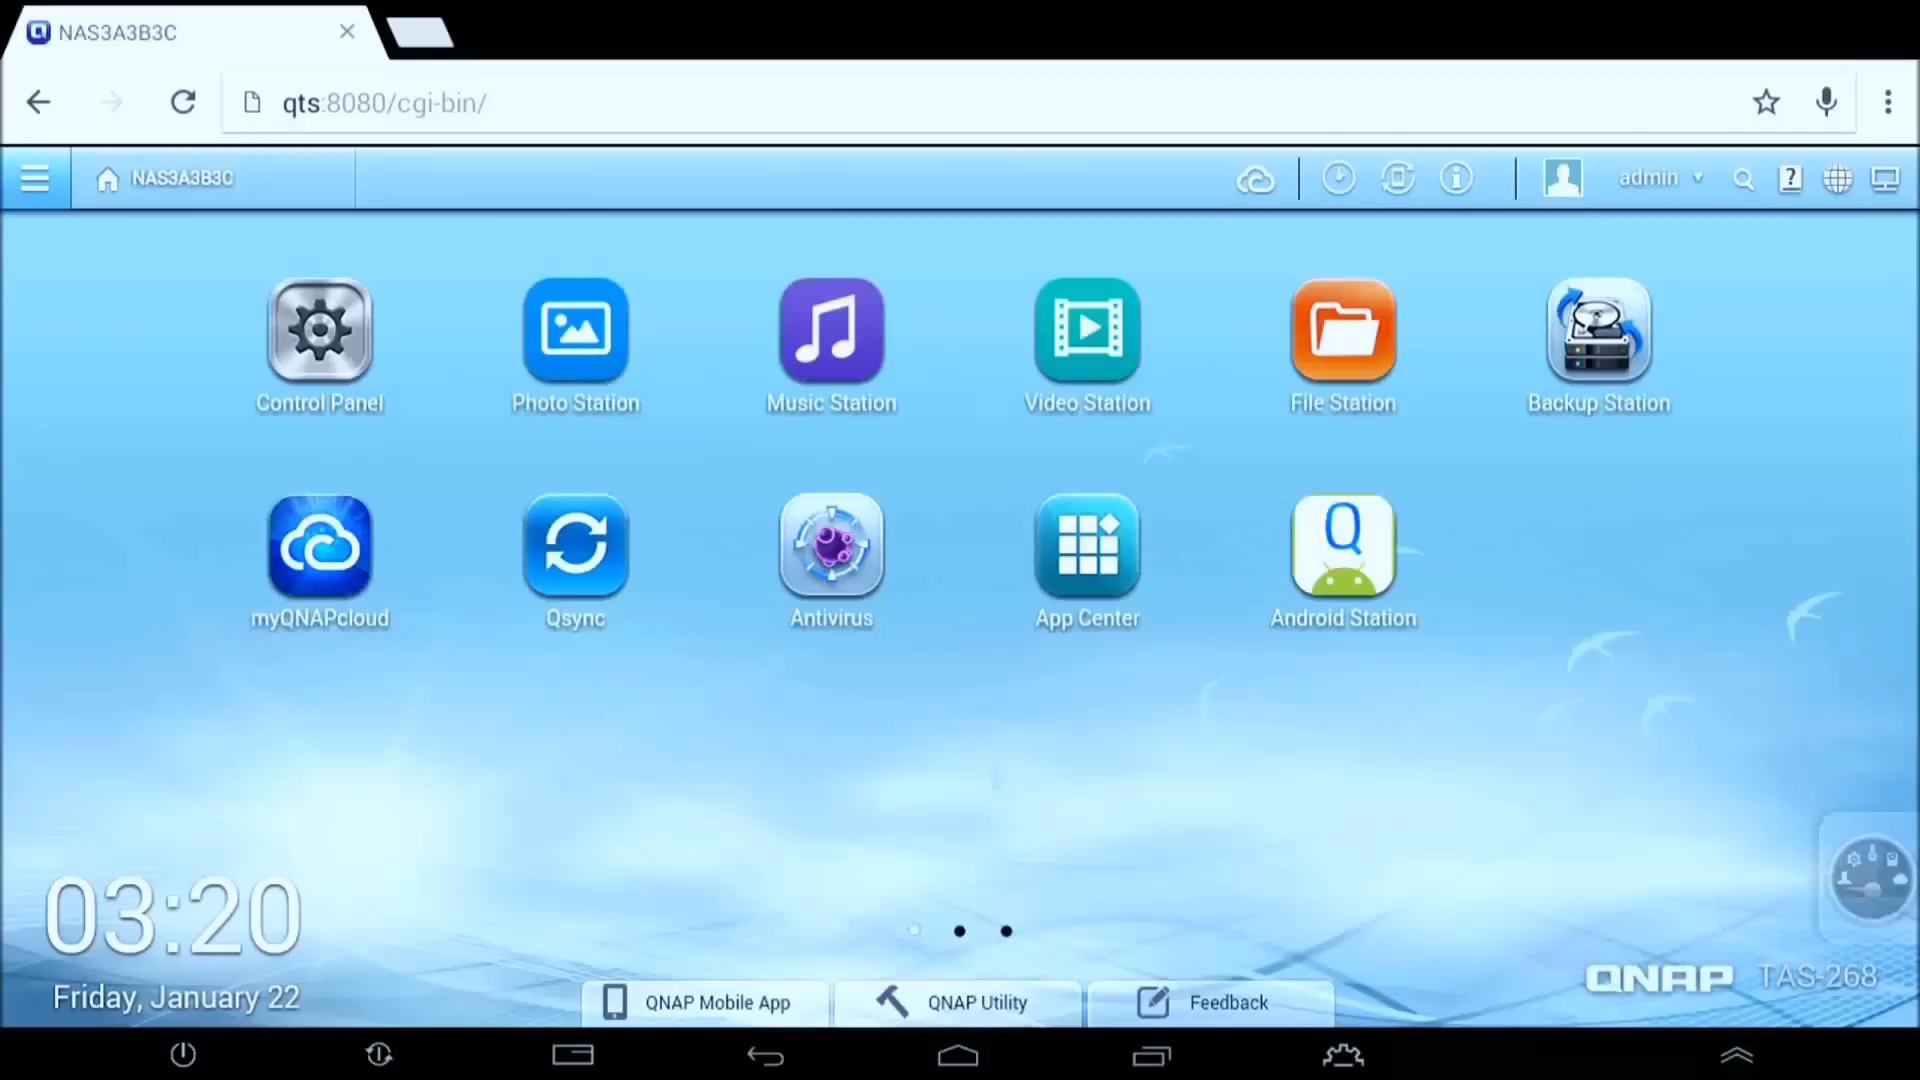 NAS3A3B3C
qts:8080/cgi-bin/
NAS3A3B3C
admin
Control Panel
Photo Station
Music Station
Video Station
File Station
Backup Station
myQNAPcloud
Qsync
Antivirus
App Center
Q
Android Station
03:20
Friday, January 22
QNAP TAS-268
QNAP Mobile App
QNAP Utility
Feedback